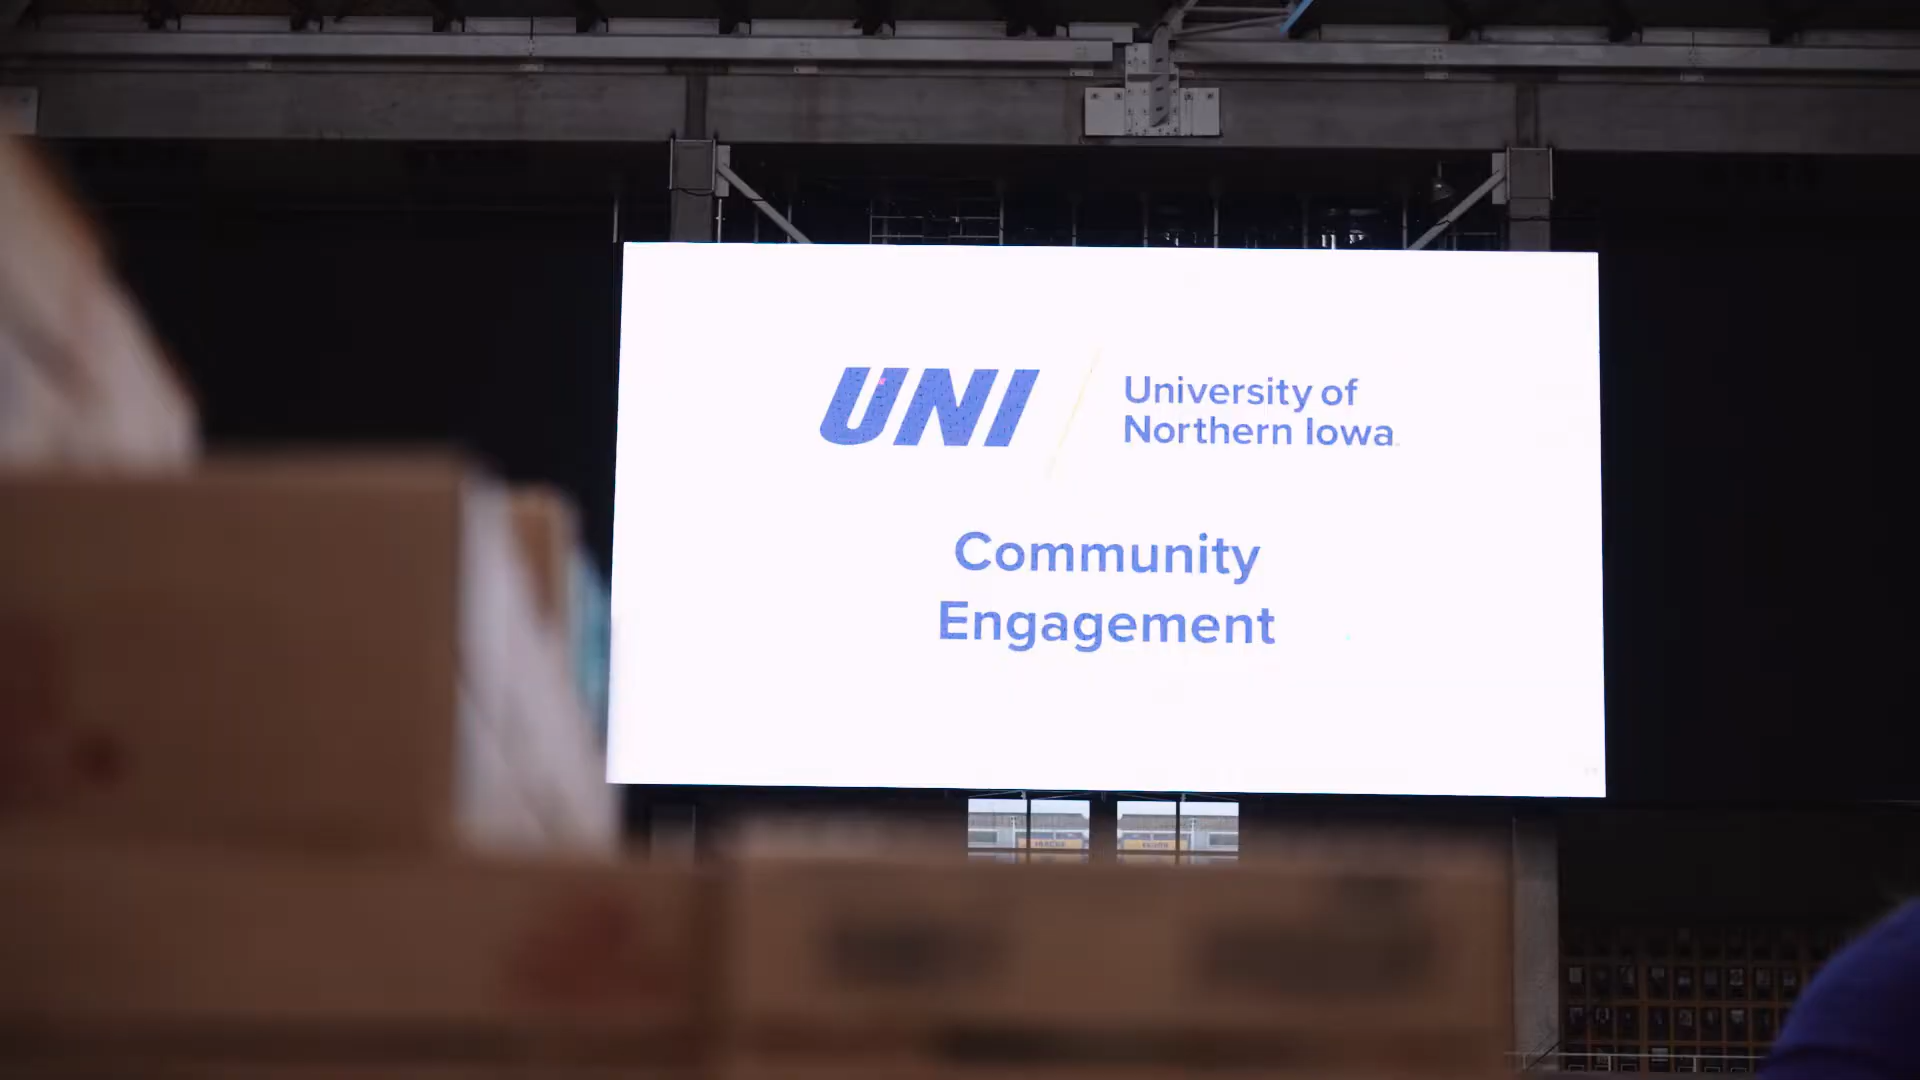 UNI
University of
Northern Iowa
Community
Engagement